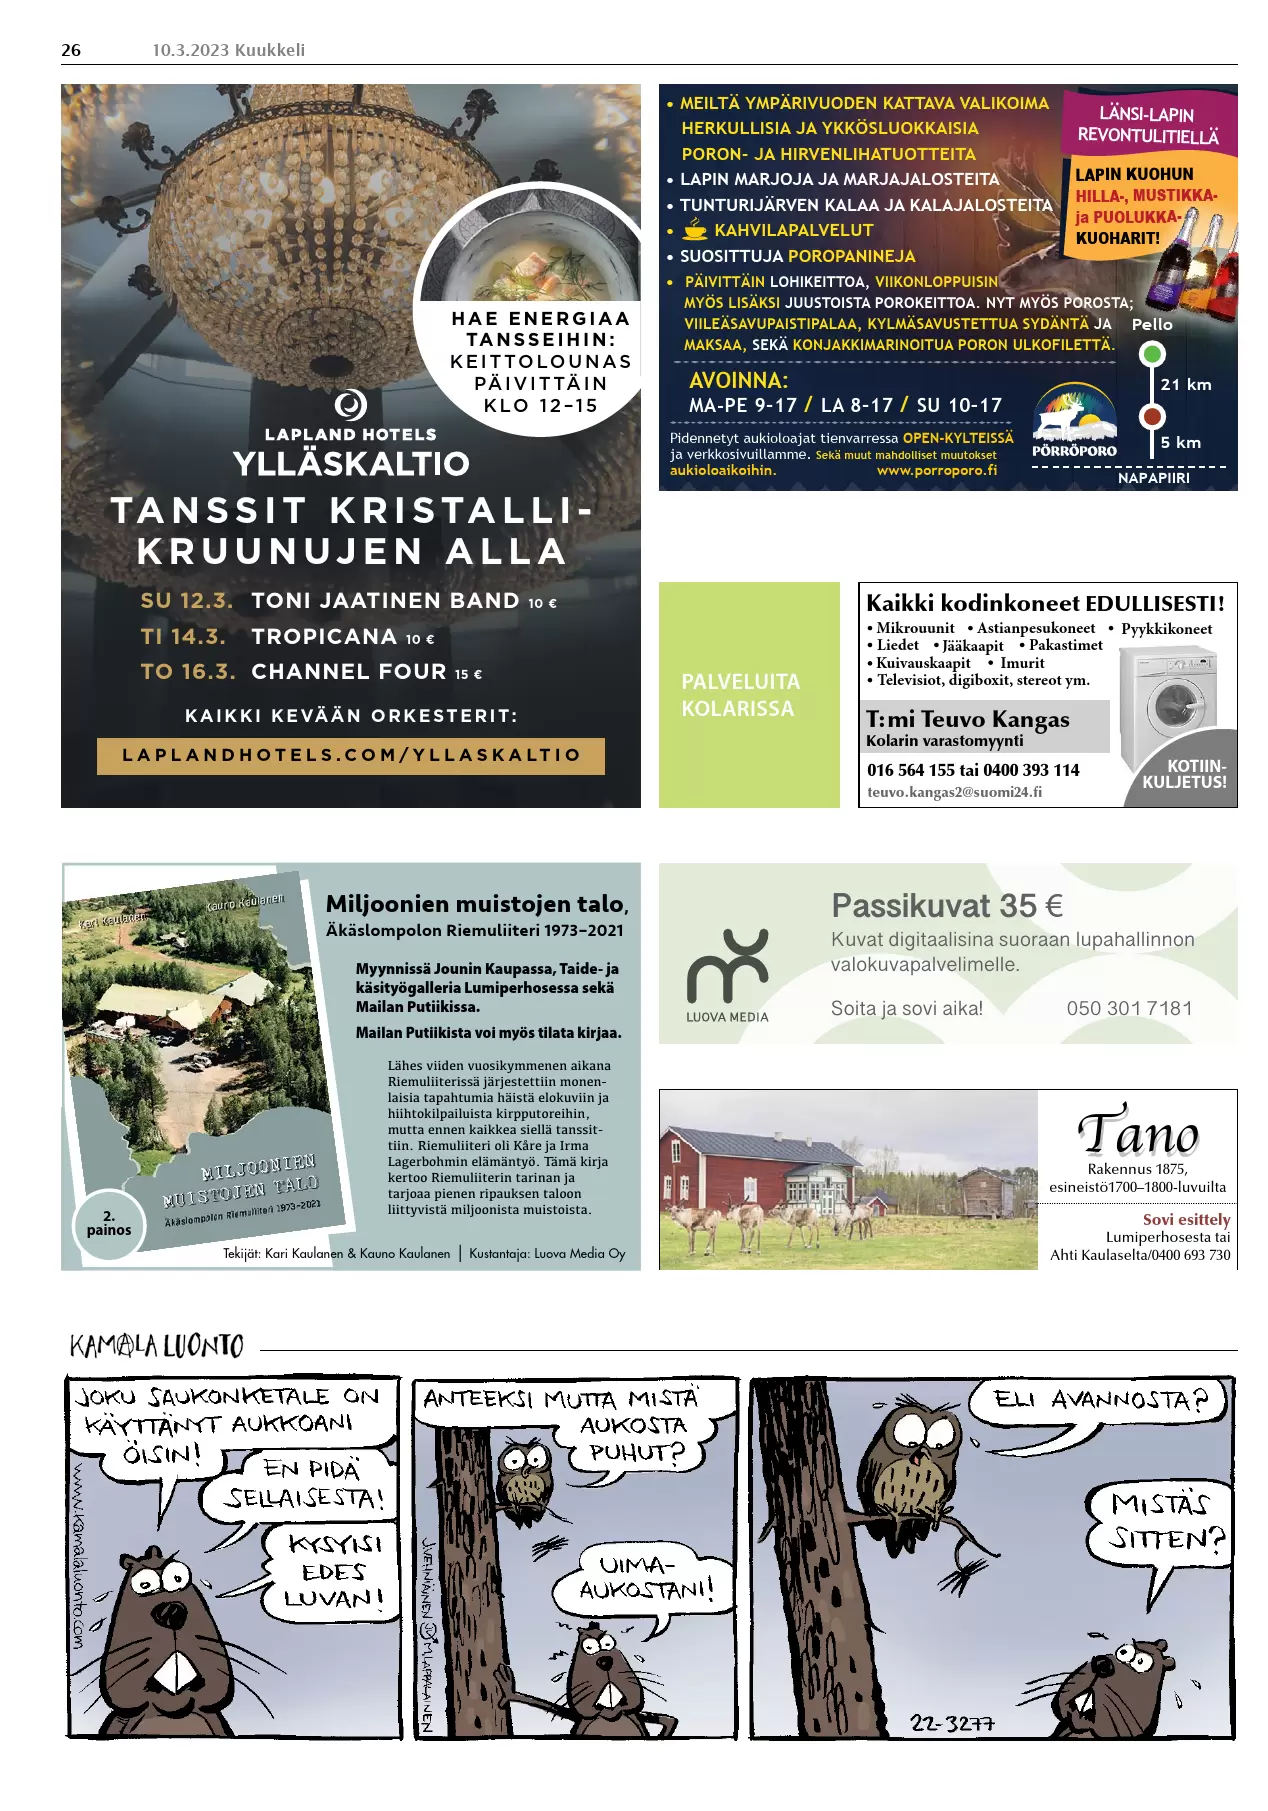 26 10.3.2023 Kuukkeli
HAE ENERGIAA
TANSSEIHIN:
KEITTOLOUNAS
PÄIVITTÄIN
KLO 12–15
LAPLAND HOTELS
YLLÄSKALTIO
TANSSIT KRISTALLI-
KRUUNUJEN ALLA
SU 12.3. TONI JAATINEN BAND 10 €
TI 14.3. TROPICANA 10 €
TO 16.3. CHANNEL FOUR 15 €
KAIKKI KEVÄÄN ORKESTERIT:
LAPLANDHOTELS.COM/YLLASKALTIO
• MEILTÄ YMPÄRIVUODEN KATTAVA VALIKOIMA
HERKULLISIA JA YKKÖSLUOKKAISIA
PORON- JA HIRVENLIHATUOTTEITA
• LAPIN MARJOJA JA MARJAJALOSTEITA
• TUNTURIJÄRVEN KALAA JA KALAJALOSTEITA
• KAHVILAPALVELUT
• SUOSITTUJA POROPANINEJA
• PÄIVITTÄIN LOHIKEITTOA, VIIKONLOPPUISIN
MYÖS LISÄKSI JUUSTOISTA POROKEITTOA. NYT MYÖS POROSTA;
VIILEÄSAVUPAISTIPALAA, KYLMÄSAVUSTETTUA SYDÄNTÄ JA
MAKSAA, SEKÄ KONJAKKIMARINOITUA PORON ULKOFILETTÄ.
LÄNSI-LAPIN
REVONTULITIELLÄ
LAPIN KUOHUN
HILLA-, MUSTIKKA-
ja PUOLUKKA-
KUOHARIT!
AVOINNA:
MA-PE 9–17 / LA 8–17 / SU 10–17
Pidennetyt aukioloajat tienvarressa OPEN-KYLTEISSÄ
ja verkkosivuillamme. Sekä muut mahdolliset muutokset
aukioloaikoihin. www.porroporo.fi
PÖRRÖPORO
Pello
21 km
5 km
NAPAPIIRI
PALVELUITA
KOLARISSA
Kaikki kodinkoneet EDULLISESTI!
• Mikrouunit • Astianpesukoneet • Pyykkikoneet
• Liedet • Jääkaapit • Pakastimet
• Kuivauskaapit • Imurit
• Televisiot, digiboxit, stereot ym.
T:mi Teuvo Kangas
Kolarin varastomyynti
016 564 155 tai 0400 393 114
teuvo.kangas2@suomi24.fi
KOTIIN-
KULJETUS!
Kari Kaulanen Kauno Kaulanen
MILJOONIEN
MUISTOJEN TALO
Äkäslompolon Riemuliiteri 1973–2021
2.
painos
Miljoonien muistojen talo,
Äkäslompolon Riemuliiteri 1973–2021
Myynnissä Jounin Kaupassa, Taide- ja
käsityögalleria Lumiperhosessa sekä
Mailan Putiikissa.
Mailan Putiikista voi myös tilata kirjaa.
Lähes viiden vuosikymmenen aikana
Riemuliiterissä järjestettiin monen-
laisia tapahtumia häistä elokuviin ja
hiihtokilpailuista kirpputoreihin,
mutta ennen kaikkea siellä tanssit-
tiin. Riemuliiteri oli Kåre ja Irma
Lagerbohmin elämäntyö. Tämä kirja
kertoo Riemuliiterin tarinan ja
tarjoaa pienen ripauksen taloon
liittyvistä miljoonista muistoista.
Tekijät: Kari Kaulanen & Kauno Kaulanen | Kustantaja: Luova Media Oy
LUOVA MEDIA
Passikuvat 35 €
Kuvat digitaalisina suoraan lupahallinnon
valokuvapalvelimelle.
Soita ja sovi aika! 050 301 7181
Tano
Rakennus 1875,
esineistö1700–1800-luvuilta
Sovi esittely
Lumiperhosesta tai
Ahti Kaulaselta/0400 693 730
KAMALA LUONTO
JOKU SAUKONKETALE ON
KÄYTTÄNYT AUKKOANI
ÖISIN!
EN PIDÄ
SELLAISESTA!
KYSYISI
EDES
LUVAN!
www.kamalaluonto.com
ANTEEKSI MUTTA MISTÄ
AUKOSTA
PUHUT?
UIMA-
AUKOSTANI!
J.VEHNIÄINEN JV M.LAPPALAINEN
ELI AVANNOSTA?
MISTÄS
SITTEN?
22-3277